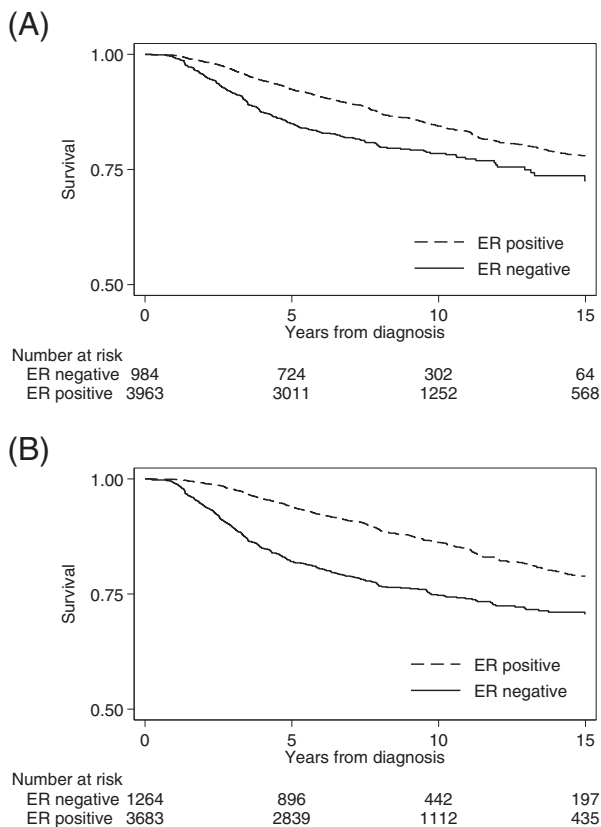 (A)
1.00
0.75
0.50
Survival
ER positive
ER negative
0 5 10 15
Years from diagnosis
Number at risk
ER negative 984 724 302 64
ER positive 3963 3011 1252 568
(B)
1.00
0.75
0.50
Survival
ER positive
ER negative
0 5 10 15
Years from diagnosis
Number at risk
ER negative 1264 896 442 197
ER positive 3683 2839 1112 435